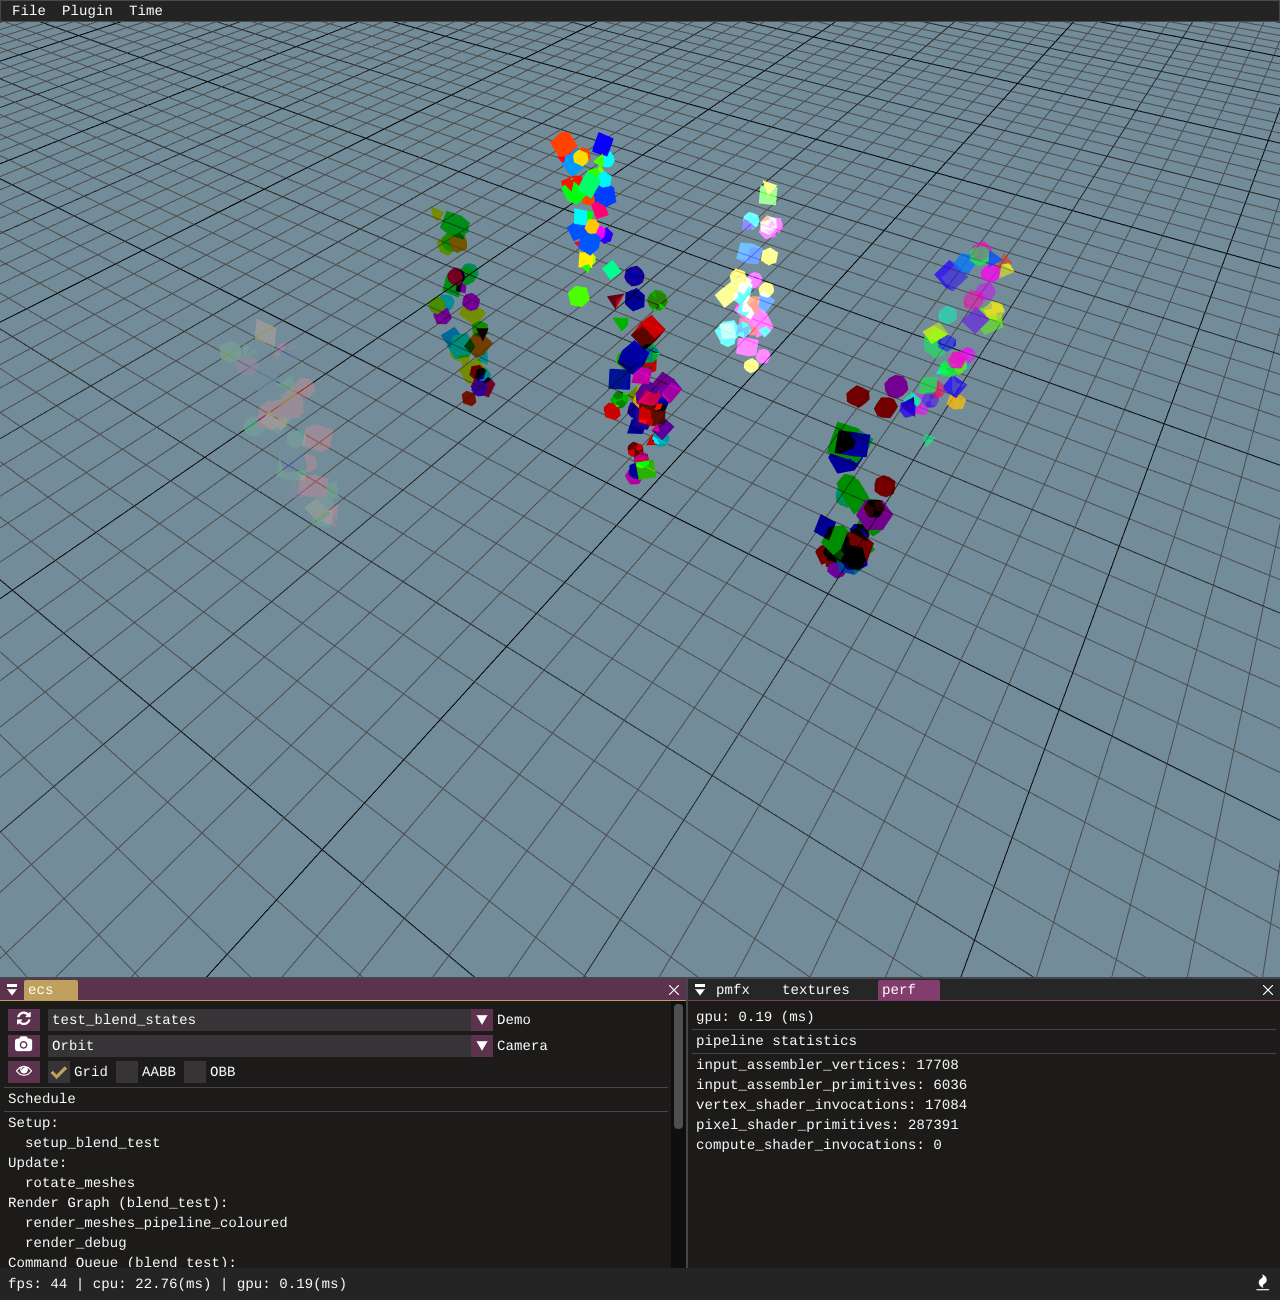 File Plugin Time
ecs
test_blend_states Demo
Orbit Camera
Grid AABB OBB
Schedule
Setup:
setup_blend_test
Update:
rotate_meshes
Render Graph (blend_test):
render_meshes_pipeline_coloured
render_debug
Command Queue (blend_test):
pmfx textures perf
gpu: 0.19 (ms)
pipeline statistics
input_assembler_vertices: 17708
input_assembler_primitives: 6036
vertex_shader_invocations: 17084
pixel_shader_primitives: 287391
compute_shader_invocations: 0
fps: 44 | cpu: 22.76(ms) | gpu: 0.19(ms)